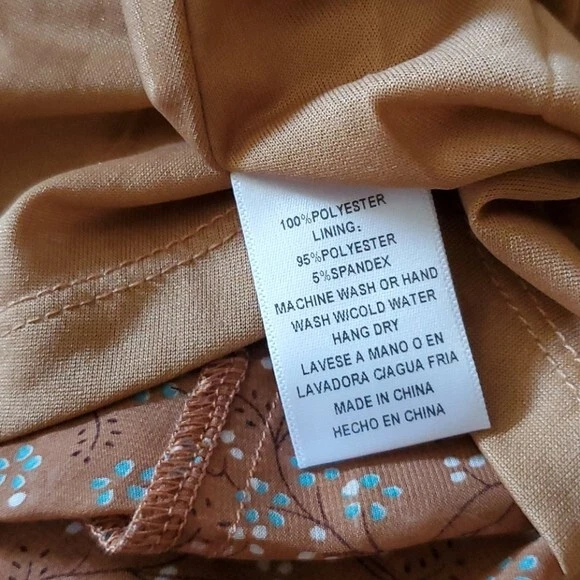 100%POLYESTER
LINING:
95%POLYESTER
5%SPANDEX
MACHINE WASH OR HAND
WASH W/COLD WATER
HANG DRY
LAVESE A MANO O EN
LAVADORA C/AGUA FRIA
MADE IN CHINA
HECHO EN CHINA